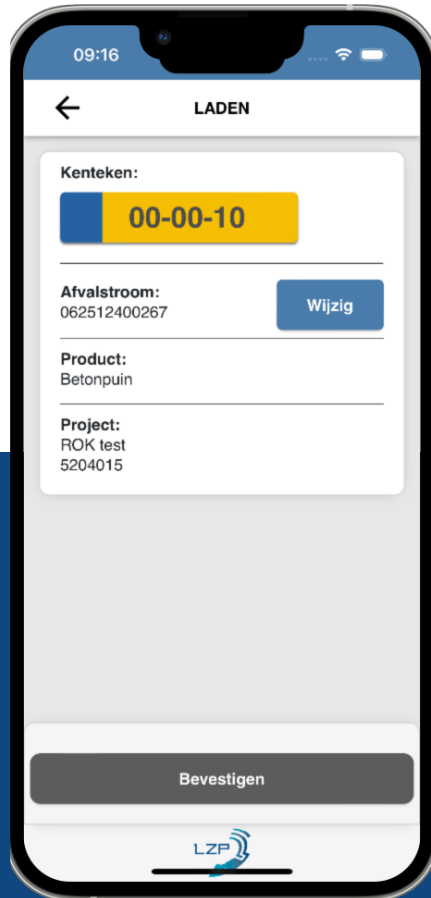 09:16
LADEN
Kenteken:
00-00-10
Afvalstroom:
062512400267
Wijzig
Product:
Betonpuin
Project:
ROK test
5204015
Bevestigen
LZP